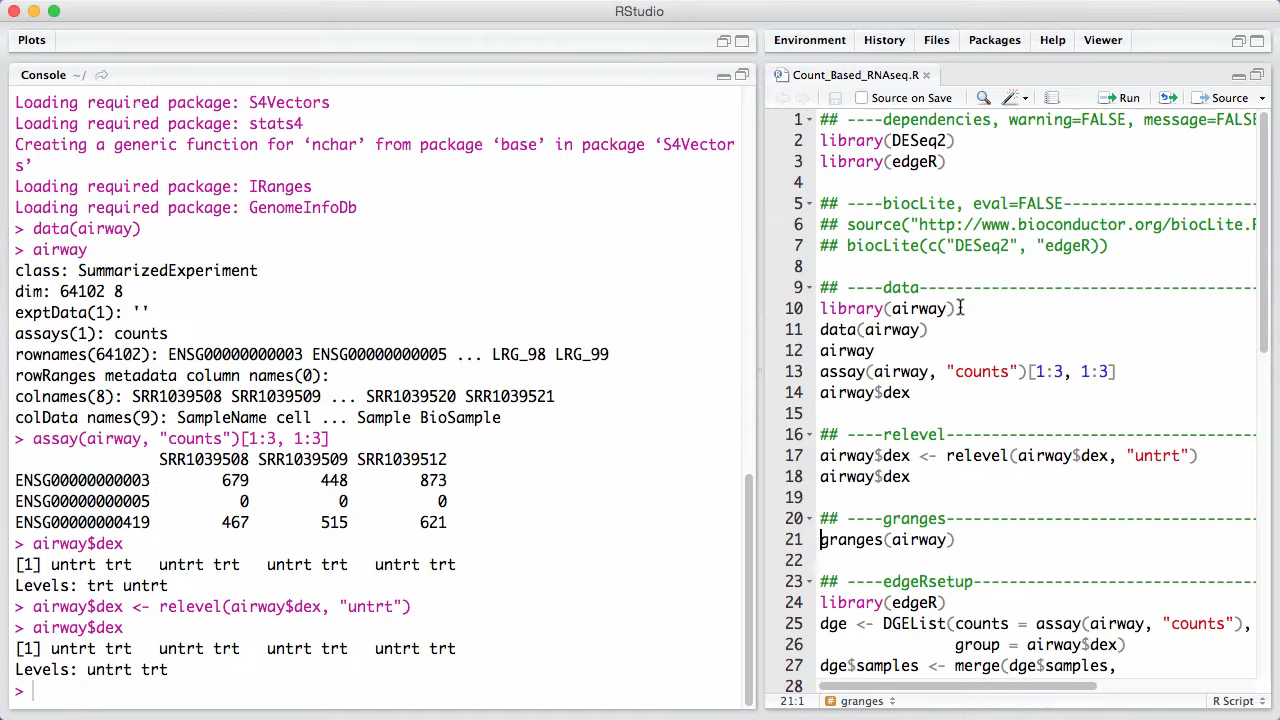 RStudio
Plots
Console ~/
Loading required package: S4Vectors
Loading required package: stats4
Creating a generic function for ‘nchar’ from package ‘base’ in package ‘S4Vector
s’
Loading required package: IRanges
Loading required package: GenomeInfoDb
> data(airway)
> airway
class: SummarizedExperiment
dim: 64102 8
exptData(1): ''
assays(1): counts
rownames(64102): ENSG00000000003 ENSG00000000005 ... LRG_98 LRG_99
rowRanges metadata column names(0):
colnames(8): SRR1039508 SRR1039509 ... SRR1039520 SRR1039521
colData names(9): SampleName cell ... Sample BioSample
> assay(airway, "counts")[1:3, 1:3]
SRR1039508 SRR1039509 SRR1039512
ENSG00000000003 679 448 873
ENSG00000000005 0 0 0
ENSG00000000419 467 515 621
> airway$dex
[1] untrt trt untrt trt untrt trt untrt trt
Levels: trt untrt
> airway$dex <- relevel(airway$dex, "untrt")
> airway$dex
[1] untrt trt untrt trt untrt trt untrt trt
Levels: untrt trt
>
Environment History Files Packages Help Viewer
Count_Based_RNAseq.R
Source on Save Run Source
1 ## ----dependencies, warning=FALSE, message=FALSE
2 library(DESeq2)
3 library(edgeR)
4
5 ## ----biocLite, eval=FALSE--------------------
6 ## source("http://www.bioconductor.org/biocLite.R
7 ## biocLite(c("DESeq2", "edgeR"))
8
9 ## ----data------------------------------------
10 library(airway)
11 data(airway)
12 airway
13 assay(airway, "counts")[1:3, 1:3]
14 airway$dex
15
16 ## ----relevel---------------------------------
17 airway$dex <- relevel(airway$dex, "untrt")
18 airway$dex
19
20 ## ----granges---------------------------------
21 granges(airway)
22
23 ## ----edgeRsetup------------------------------
24 library(edgeR)
25 dge <- DGEList(counts = assay(airway, "counts"),
26 group = airway$dex)
27 dge$samples <- merge(dge$samples,
28
21:1 granges R Script